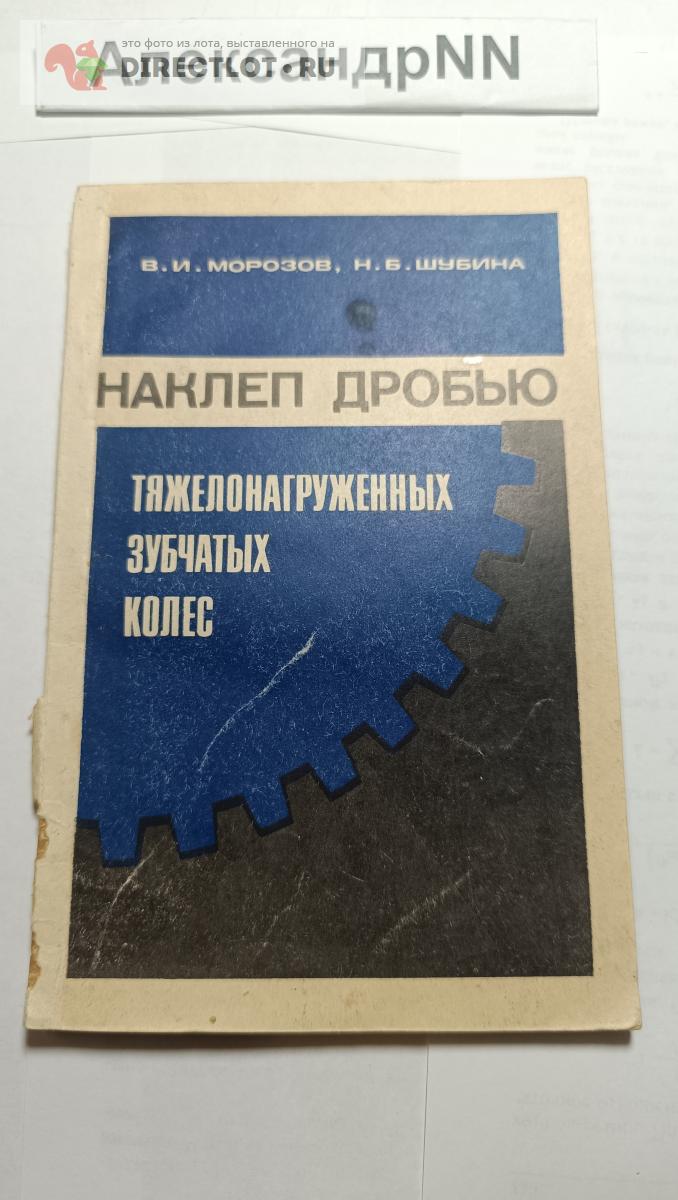 это фото из лота, выставленного на
DIRECTLOT.RU
АлександрNN
В. И. МОРОЗОВ, Н. Б. ШУБИНА
НАКЛЕП ДРОБЬЮ
ТЯЖЕЛОНАГРУЖЕННЫХ
ЗУБЧАТЫХ
КОЛЕС